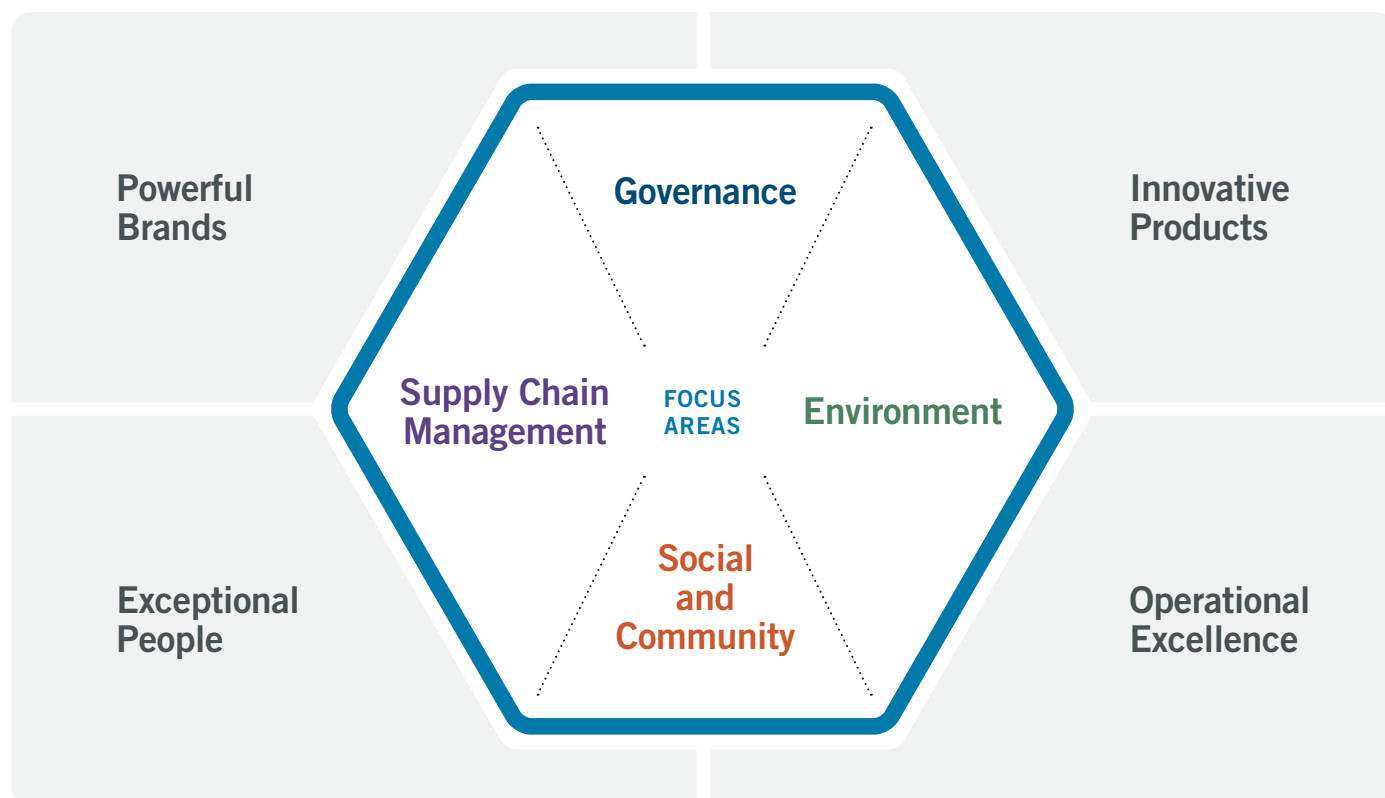 Powerful
Brands
Governance
Innovative
Products
Supply Chain
Management
FOCUS
AREAS
Environment
Exceptional
People
Social
and
Community
Operational
Excellence